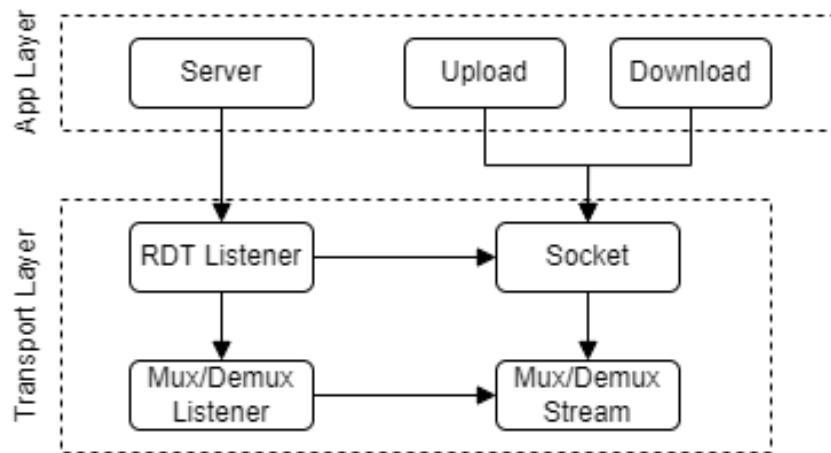 App Layer
Server
Upload
Download
Transport Layer
RDT Listener
Socket
Mux/Demux
Listener
Mux/Demux
Stream